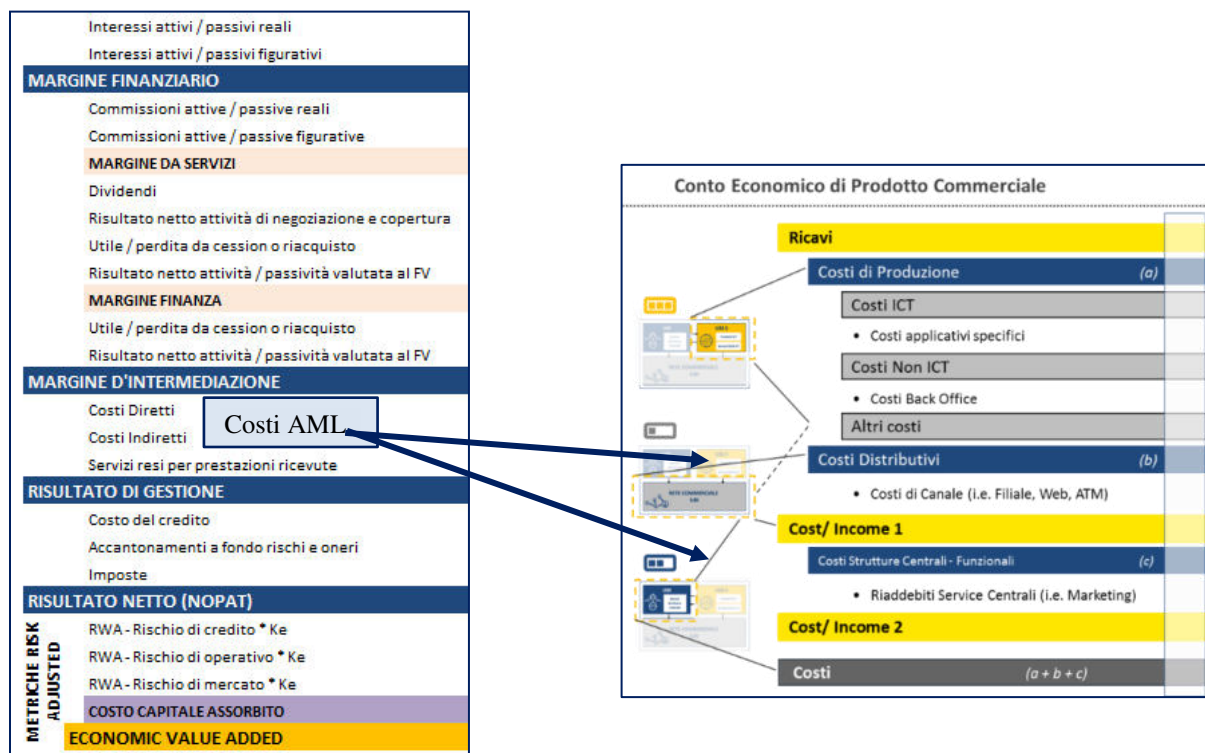 Interessi attivi / passivi reali
Interessi attivi / passivi figurativi
MARGINE FINANZIARIO
Commissioni attive / passive reali
Commissioni attive / passive figurative
MARGINE DA SERVIZI
Dividendi
Risultato netto attività di negoziazione e copertura
Utile / perdita da cession o riacquisto
Risultato netto attività / passività valutata al FV
MARGINE FINANZA
Utile / perdita da cession o riacquisto
Risultato netto attività / passività valutata al FV
MARGINE D'INTERMEDIAZIONE
Costi Diretti
Costi Indiretti
Costi AML
Servizi resi per prestazioni ricevute
RISULTATO DI GESTIONE
Costo del credito
Accantonamenti a fondo rischi e oneri
Imposte
RISULTATO NETTO (NOPAT)
METRICHE RISK
ADJUSTED
RWA - Rischio di credito * Ke
RWA - Rischio di operativo * Ke
RWA - Rischio di mercato * Ke
COSTO CAPITALE ASSORBITO
ECONOMIC VALUE ADDED
Conto Economico di Prodotto Commerciale
Ricavi
Costi di Produzione (a)
Costi ICT
• Costi applicativi specifici
Costi Non ICT
• Costi Back Office
Altri costi
Costi Distributivi (b)
• Costi di Canale (i.e. Filiale, Web, ATM)
Cost/ Income 1
Costi Strutture Centrali - Funzionali (c)
• Riaddebiti Service Centrali (i.e. Marketing)
Cost/ Income 2
Costi (a + b + c)